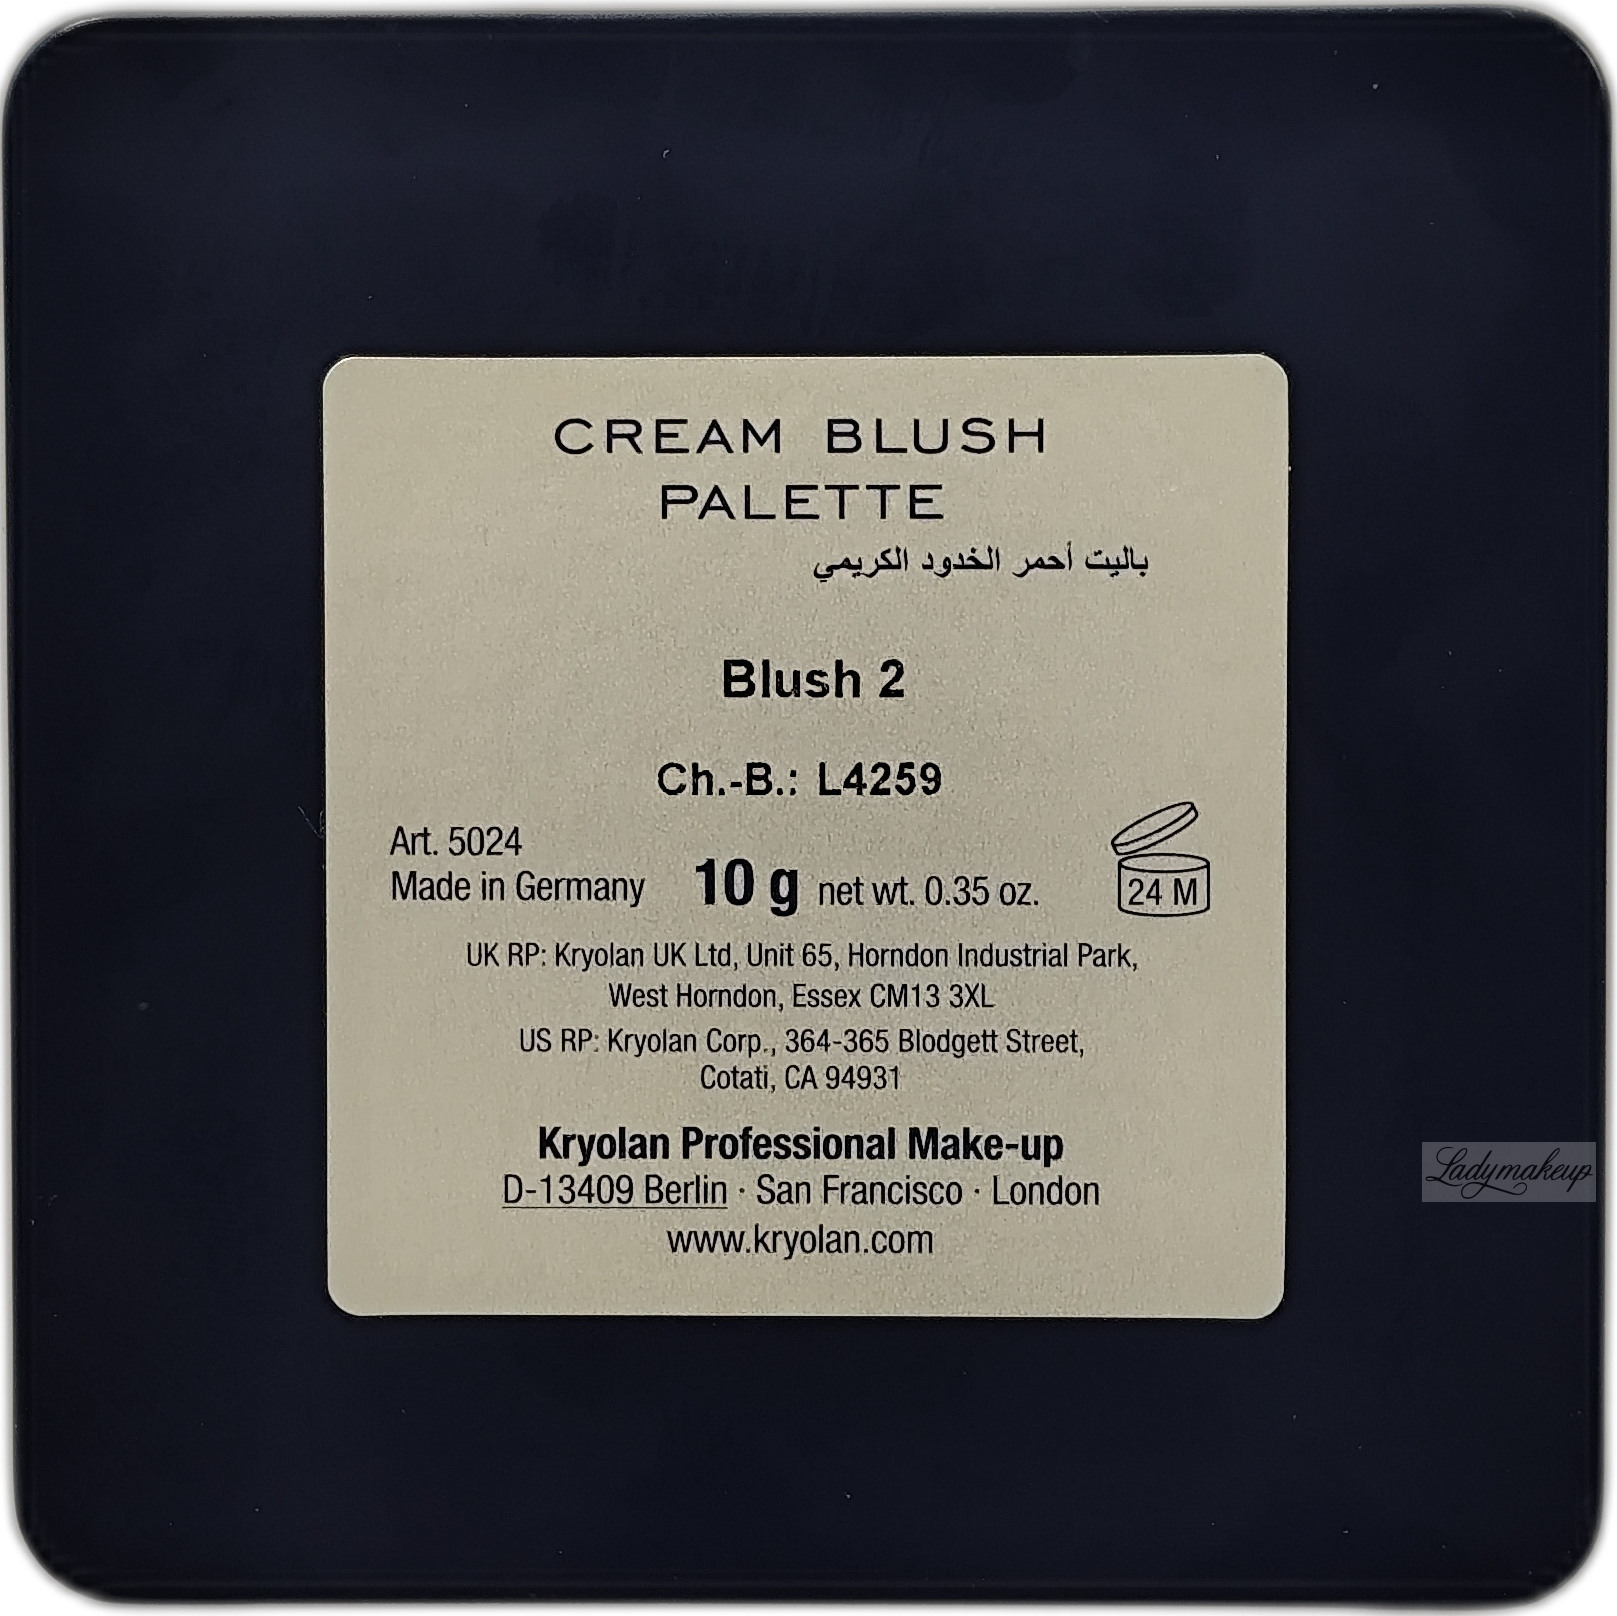 CREAM BLUSH
PALETTE
باليت أحمر الخدود الكريمي
Blush 2
Ch.-B.: L4259
Art. 5024
Made in Germany
10 g net wt. 0.35 oz.
24 M
UK RP: Kryolan UK Ltd, Unit 65, Horndon Industrial Park,
West Horndon, Essex CM13 3XL
US RP: Kryolan Corp., 364-365 Blodgett Street,
Cotati, CA 94931
Kryolan Professional Make-up
D-13409 Berlin · San Francisco · London
www.kryolan.com
Ladymakeup